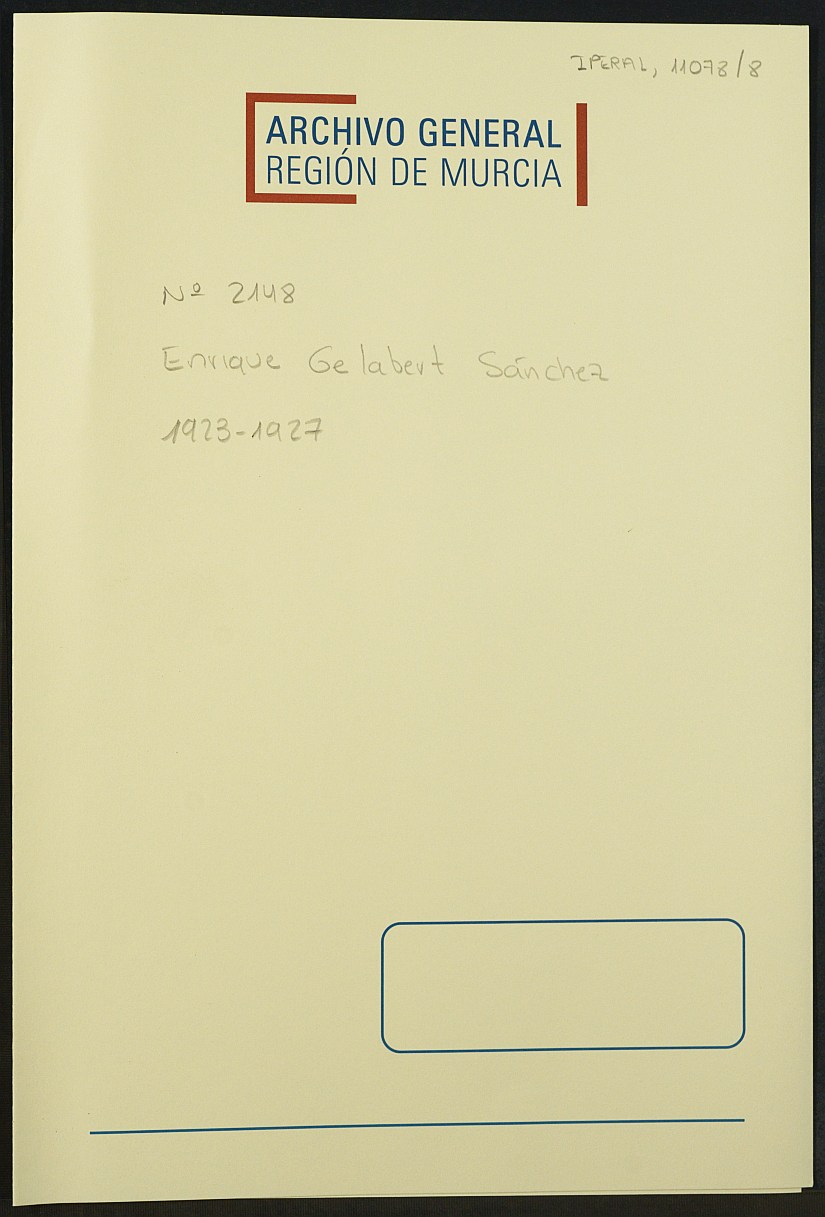 IPERAL, 11078/8
ARCHIVO GENERAL
REGIÓN DE MURCIA
Nº 2148
Enrique Gelabert Sánchez
1923-1927